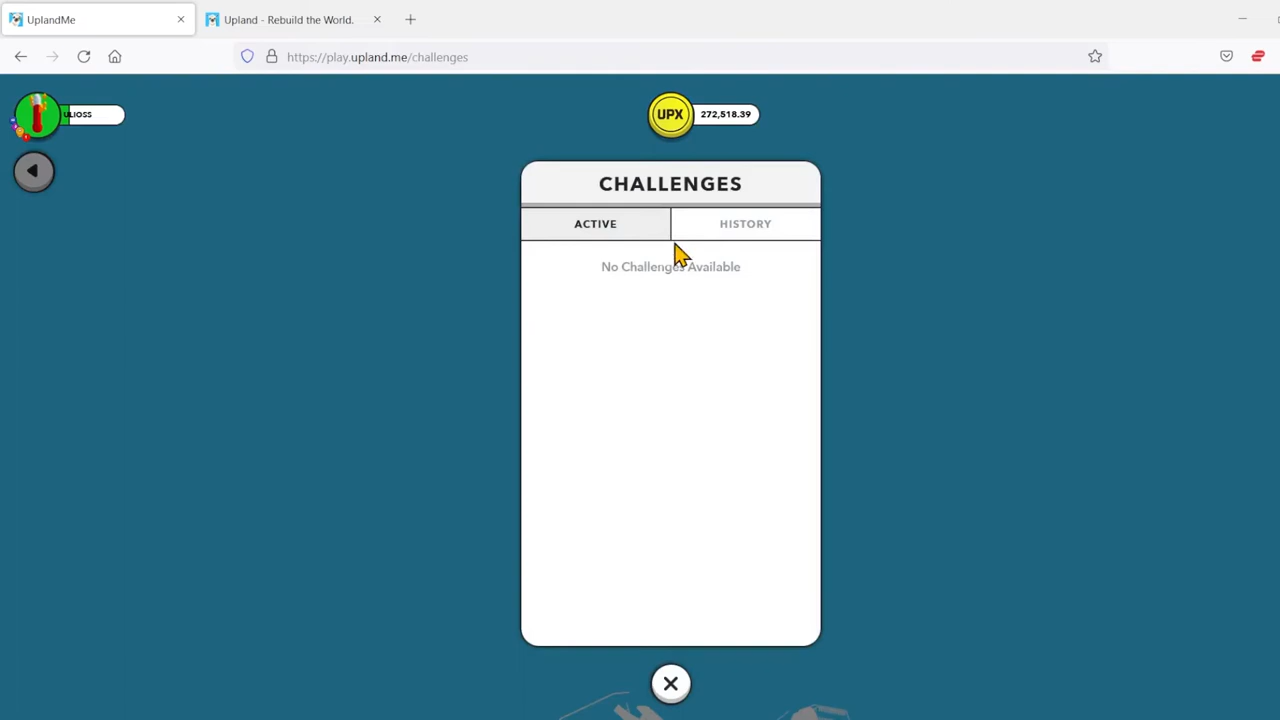 UplandMe
Upland - Rebuild the World.
https://play.upland.me/challenges
ULIOSS
UPX
272,518.39
CHALLENGES
ACTIVE
HISTORY
No Challenges Available